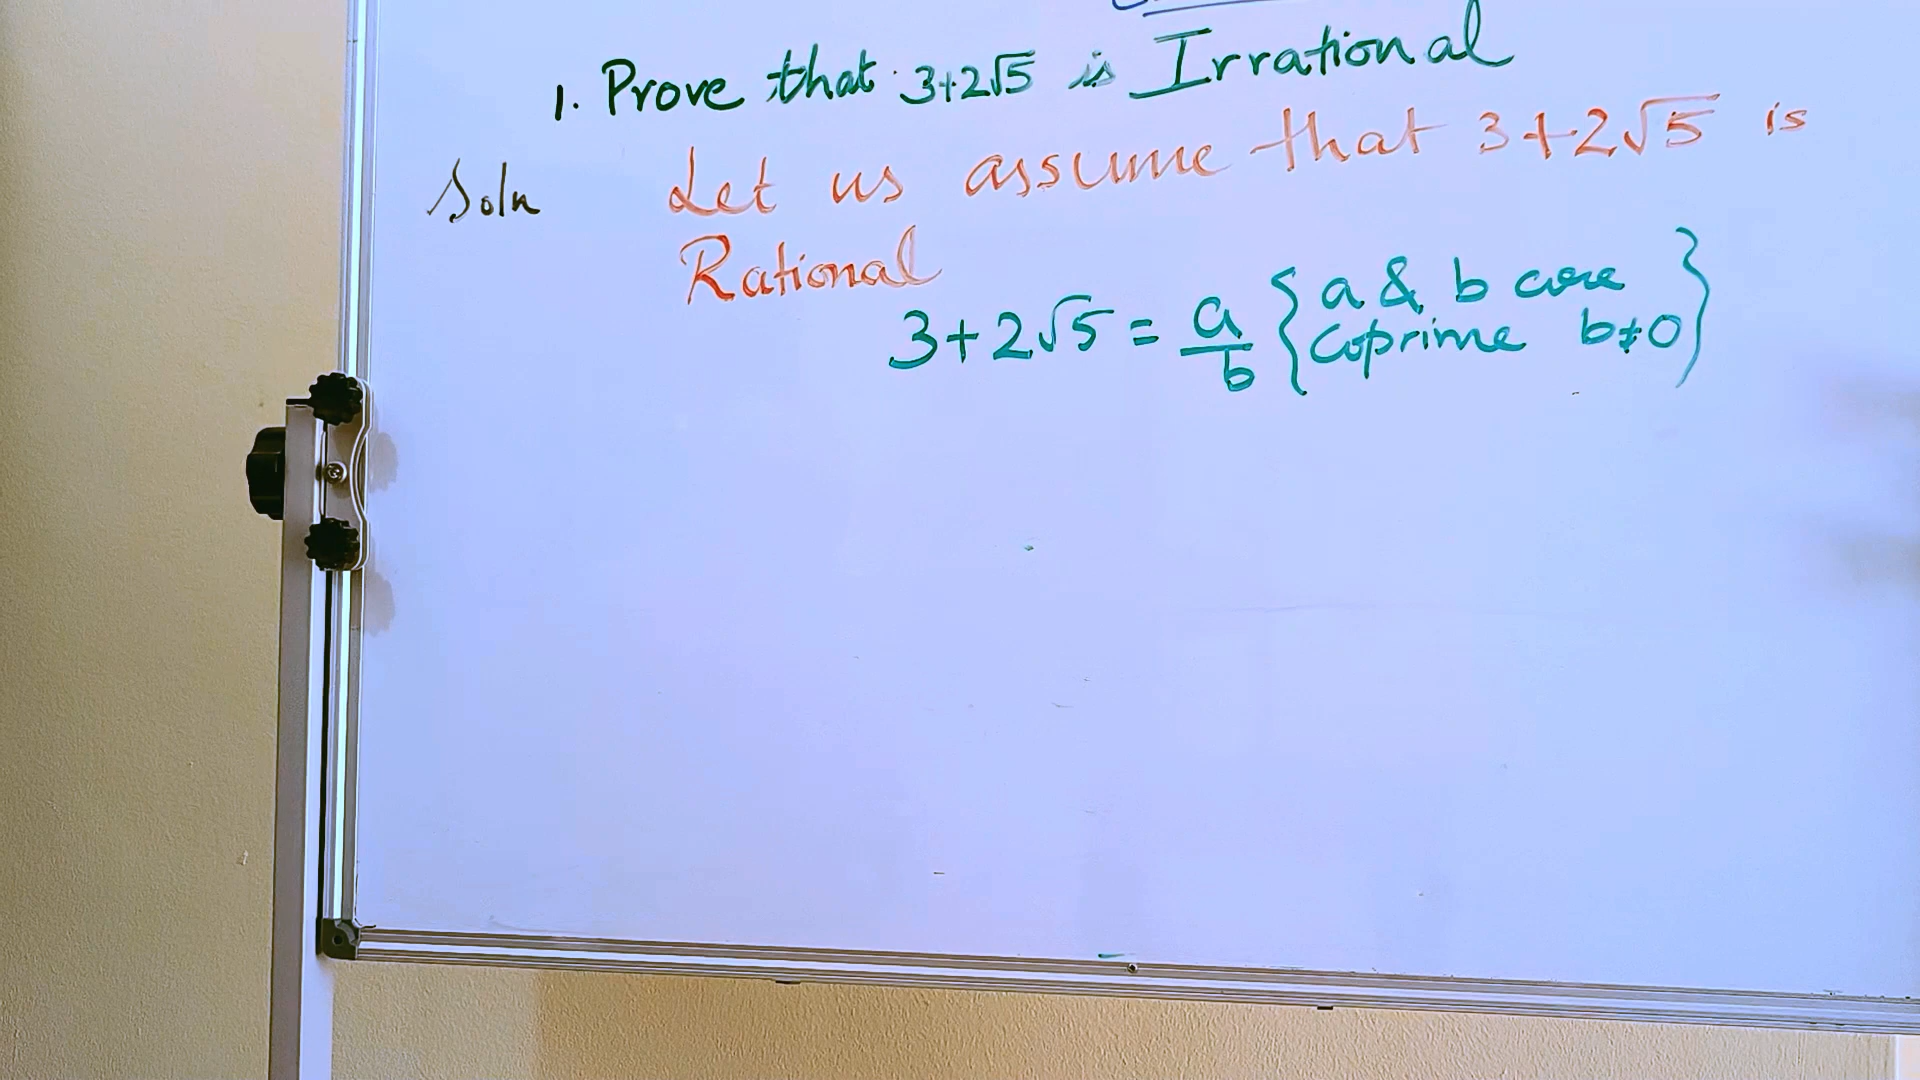 1. Prove that 3+2√5 is Irrational
Soln Let us assume that 3+2√5 is
Rational
3+2√5 = a/b {a & b are
coprime b≠0}